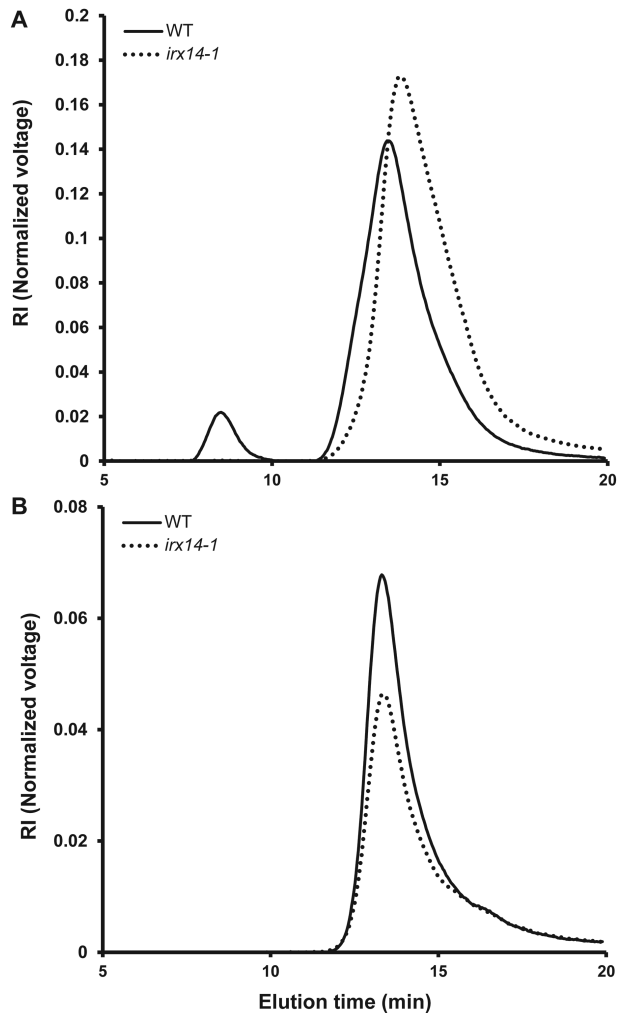 A
WT
irx14-1
RI (Normalized voltage)
0.2
0.18
0.16
0.14
0.12
0.1
0.08
0.06
0.04
0.02
0
5
10
15
20
B
WT
irx14-1
RI (Normalized voltage)
0.08
0.06
0.04
0.02
0
5
10
15
20
Elution time (min)